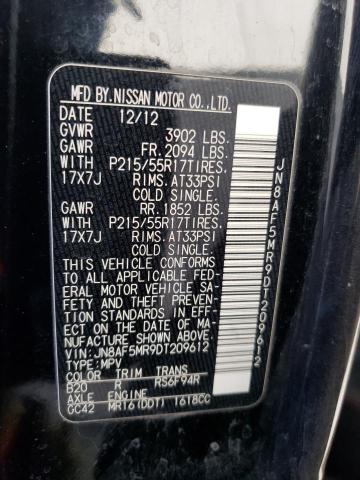 MFD BY.NISSAN MOTOR CO.,LTD.
DATE 12/12
GVWR 3902 LBS.
GAWR FR.2094 LBS.
WITH P215/55R17TIRES,
17X7J RIMS.AT33PSI
COLD SINGLE.
GAWR RR.1852 LBS.
WITH P215/55R17TIRES,
17X7J RIMS.AT33PSI
COLD SINGLE.
THIS VEHICLE CONFORMS
TO ALL APPLICABLE FED-
ERAL MOTOR VEHICLE SA-
FETY AND THEFT PREVENT-
ION STANDARDS IN EFF-
ECT ON THE DATE OF MA-
NUFACTURE SHOWN ABOVE.
VIN:JN8AF5MR9DT209612
TYPE:MPV
COLOR TRIM TRANS
G20 R RS6F94R
AXLE ENGINE
GC42 MR16(DDT) 1618CC
JN8AF5MR9DT209612